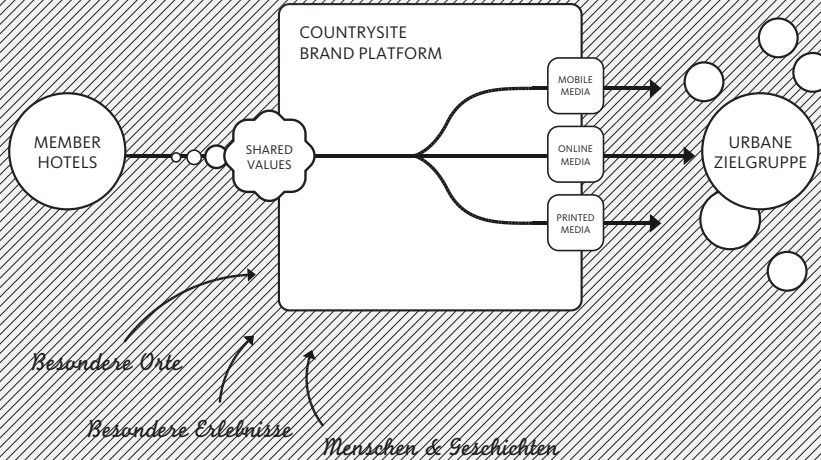 COUNTRYSITE
BRAND PLATFORM
MOBILE
MEDIA
MEMBER
HOTELS
SHARED
VALUES
ONLINE
MEDIA
URBANE
ZIELGRUPPE
PRINTED
MEDIA
Besondere Orte
Besondere Erlebnisse
Menschen & Geschichten